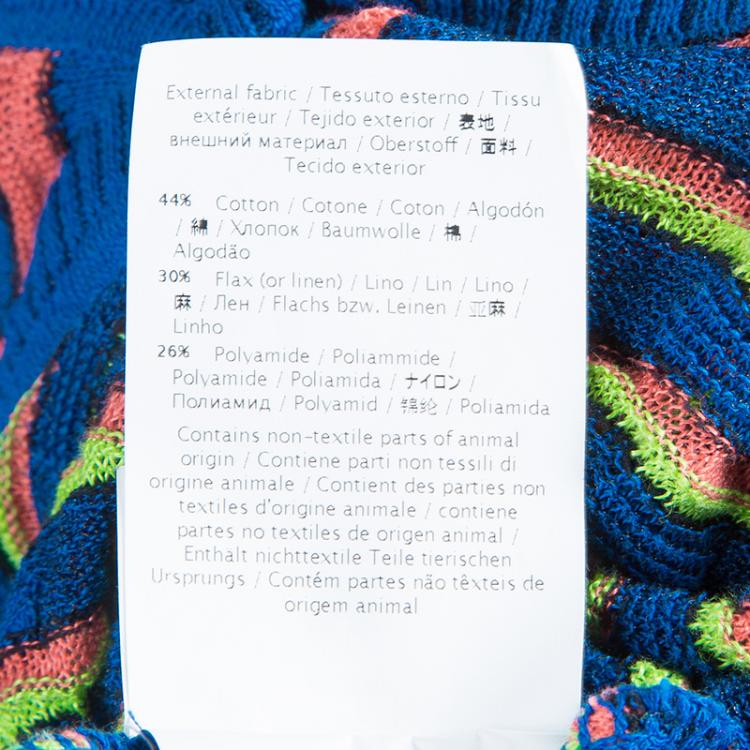 External fabric / Tessuto esterno / Tissu
extérieur / Tejido exterior / 表地 /
внешний материал / Oberstoff / 面料 /
Tecido exterior
44% Cotton / Cotone / Coton / Algodón
/ 綿 / Хлопок / Baumwolle / 棉 /
Algodão
30% Flax (or linen) / Lino / Lin / Lino /
麻 / Лен / Flachs bzw. Leinen / 亚麻 /
Linho
26% Polyamide / Poliammide /
Polyamide / Poliamida / ナイロン /
Полиамид / Polyamid / 锦纶 / Poliamida
Contains non-textile parts of animal
origin / Contiene parti non tessili di
origine animale / Contient des parties non
textiles d'origine animale / contiene
partes no textiles de origen animal /
Enthält nichttextile Teile tierischen
Ursprungs / Contém partes não têxteis de
origem animal